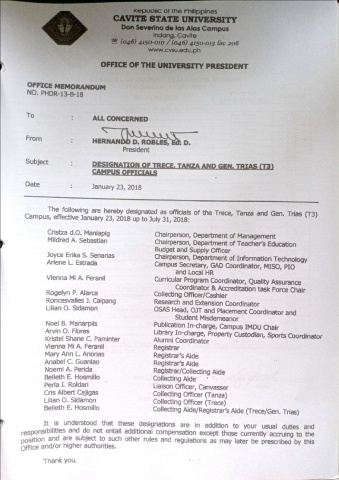 Republic of the Philippines
CAVITE STATE UNIVERSITY
Don Severino de las Alas Campus
Indang, Cavite
☏ (046) 4150-010 / (046) 4150-013 loc 206
www.cvsu.edu.ph
OFFICE OF THE UNIVERSITY PRESIDENT
OFFICE MEMORANDUM
NO. PHDR-13-B-18
To : ALL CONCERNED
From : HERNANDO D. ROBLES, Ed. D.
President
Subject : DESIGNATION OF TRECE, TANZA AND GEN. TRIAS (T3)
CAMPUS OFFICIALS
Date : January 23, 2018
The following are hereby designated as officials of the Trece, Tanza and Gen. Trias (T3)
Campus, effective January 23, 2018 up to July 31, 2018:
Cristza d.O. Manlapig Chairperson, Department of Management
Mildred A. Sebastian Chairperson, Department of Teacher's Education
Budget and Supply Officer
Joyce Erika S. Senarias Chairperson, Department of Information Technology
Arlene L. Estrada Campus Secretary, GAD Coordinator, MISO, PIO
and Local HR
Vienna Mi A. Feranil Curricular Program Coordinator, Quality Assurance
Coordinator & Accreditation task Force Chair
Rogelyn P. Alarca Collecting Officer/Cashier
Roncesvalles J. Caipang Research and Extension Coordinator
Lilian O. Sidamon OSAS Head, OJT and Placement Coordinator and
Student Misdemeanor
Noel B. Manarpiis Publication In-charge, Campus IMDU Chair
Arvin O. Flores Library In-charge, Property Custodian, Sports Coordinator
Kristel Shane C. Paminter Alumni Coordinator
Vienna Mi A. Feranil Registrar
Mary Ann L. Anonas Registrar's Aide
Anabel C. Guanlao Registrar's Aide
Noemi A. Perida Registrar/Collecting Aide
Belleth E. Hosmillo Collecting Aide
Perla I. Roldan Liaison Officer, Canvasser
Cris Albert Cajigas Collecting Officer (Tanza)
Lilian O. Sidamon Collecting Officer (Trece)
Belleth E. Hosmillo Collecting Aide/Registrar's Aide (Trece/Gen. Trias)
It is understood that these designations are in addition to your usual duties and
responsibilities and do not entail additional compensation except those currently accruing to the
position and are subject to such other rules and regulations as may later be prescribed by this
Office and/or higher authorities.
Thank you.